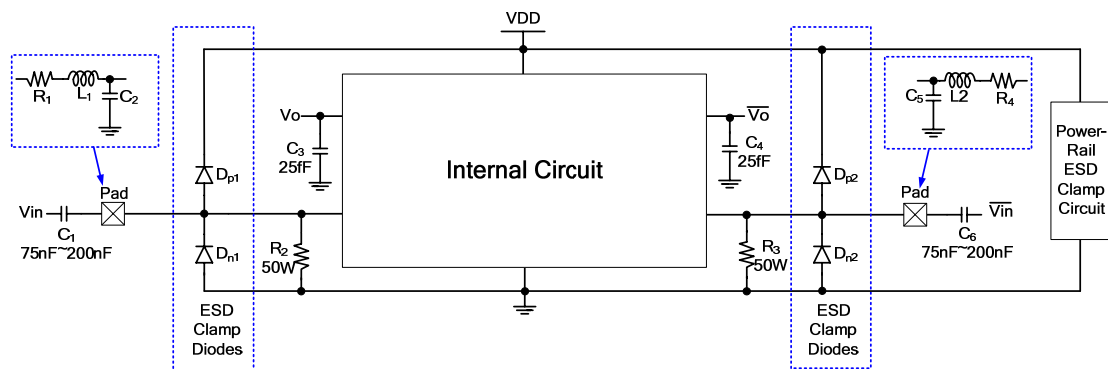 VDD
R1
L1
C2
C5
L2
R4
Vo
C3
25fF
Vo
C4
25fF
Internal Circuit
Power-
Rail
ESD
Clamp
Circuit
Pad
Dp1
Dp2
Pad
Vin
C1
75nF~200nF
Dn1
R2
50W
R3
50W
Dn2
C6
75nF~200nF
Vin
ESD
Clamp
Diodes
ESD
Clamp
Diodes